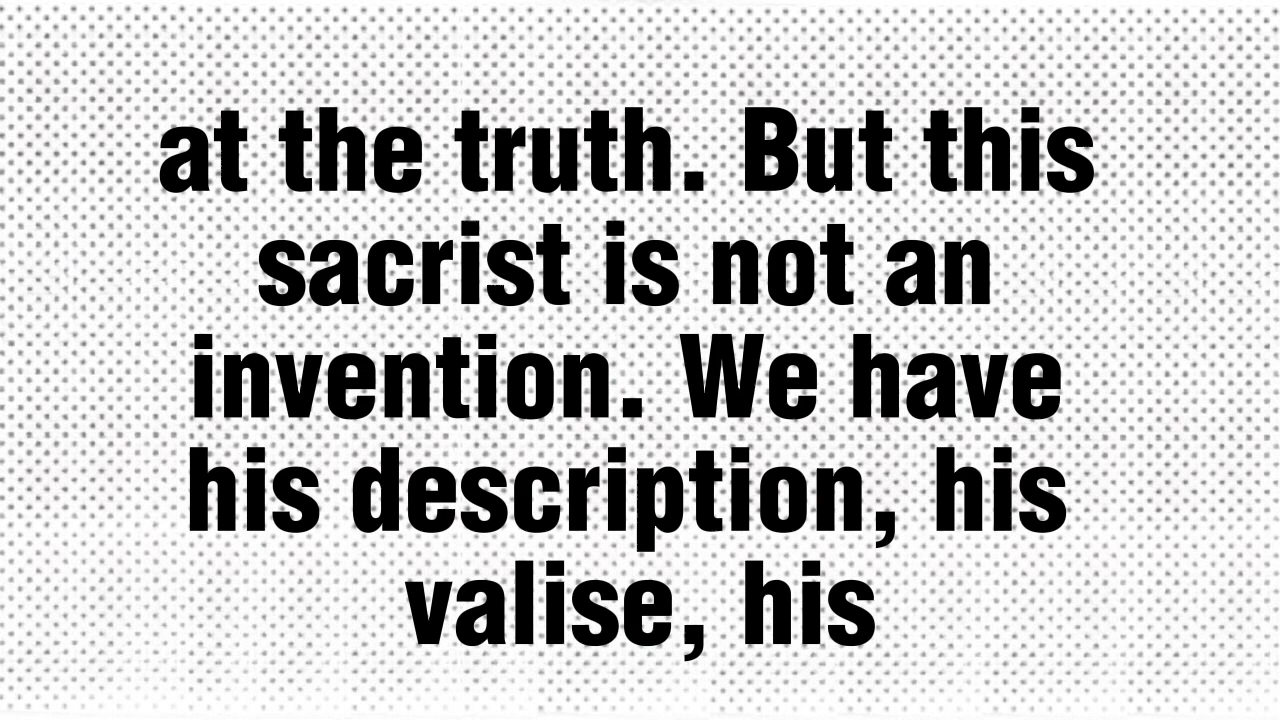 at the truth. But this
sacrist is not an
invention. We have
his description, his
valise, his